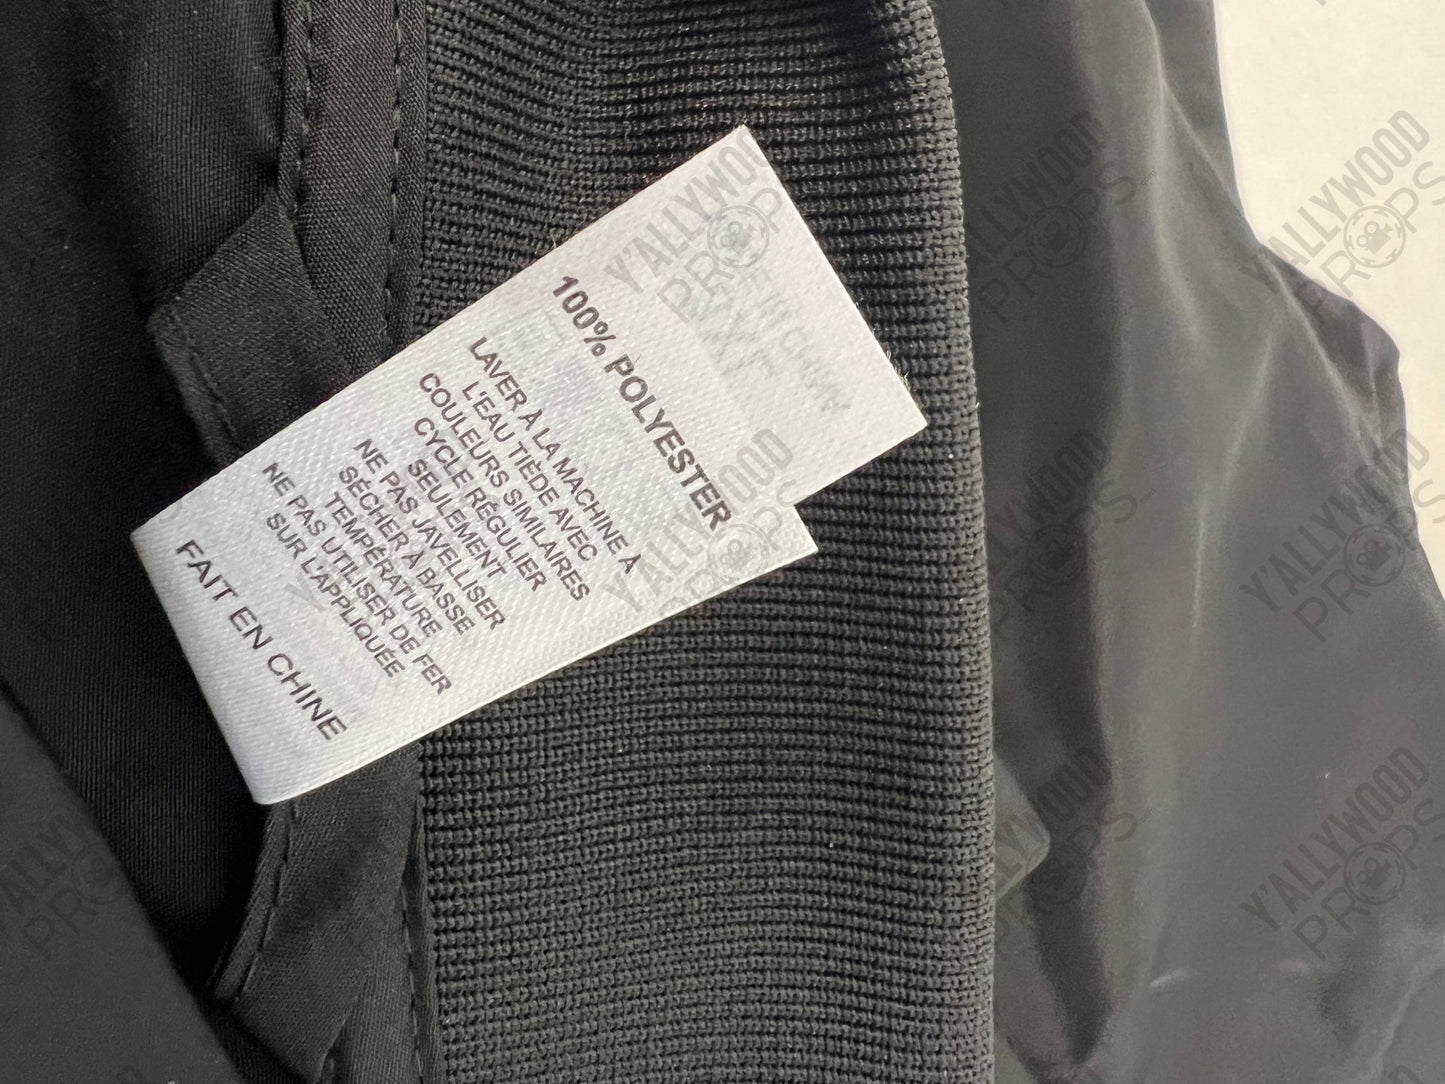 100% POLYESTER
LAVER À LA MACHINE À
L'EAU TIÈDE AVEC
COULEURS SIMILAIRES
CYCLE RÉGULIER
SEULEMENT
NE PAS JAVELLISER
SÉCHER À BASSE
TEMPÉRATURE
NE PAS UTILISER DE FER
SUR L'APPLIQUÉE
FAIT EN CHINE
Y'ALLYWOOD
PROPS
Y'ALLYWOOD
PROPS
Y'ALLYWOOD
PROPS
Y'ALLYWOOD
PROPS
Y'ALLYWOOD
PROPS
Y'ALLYWOOD
PROPS